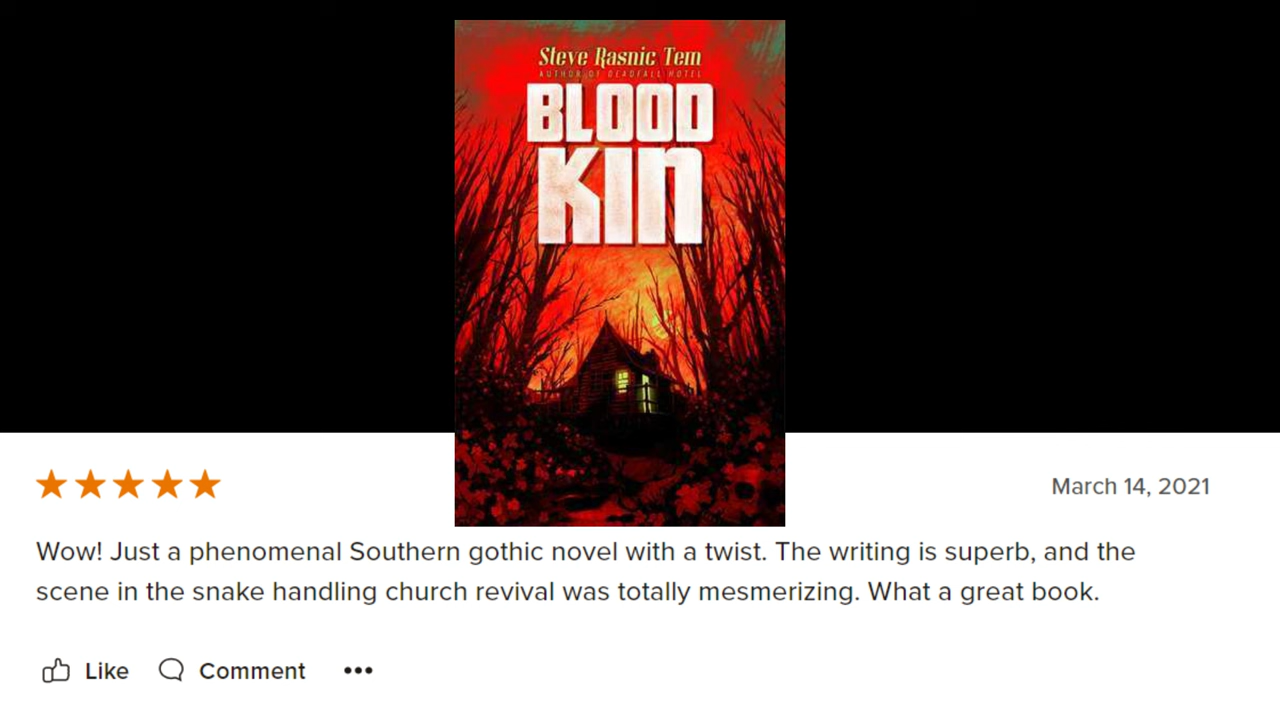 Steve Rasnic Tem
AUTHOR OF DEADFALL HOTEL
BLOOD
KIN
March 14, 2021
Wow! Just a phenomenal Southern gothic novel with a twist. The writing is superb, and the
scene in the snake handling church revival was totally mesmerizing. What a great book.
Like Comment